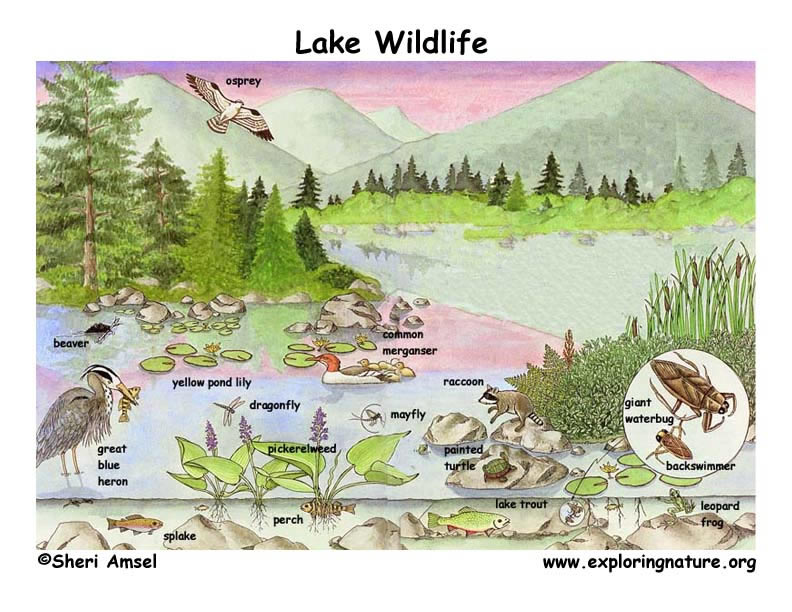 Lake Wildlife
osprey
beaver
common
merganser
yellow pond lily
raccoon
dragonfly
mayfly
giant
waterbug
great
blue
heron
pickerelweed
painted
turtle
backswimmer
lake trout
leopard
frog
perch
splake
©Sheri Amsel
www.exploringnature.org